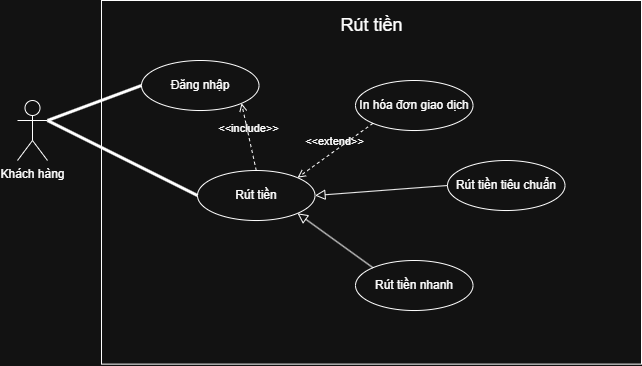 Rút tiền
Đăng nhập
In hóa đơn giao dịch
<<include>>
<<extend>>
Khách hàng
Rút tiền
Rút tiền tiêu chuẩn
Rút tiền nhanh